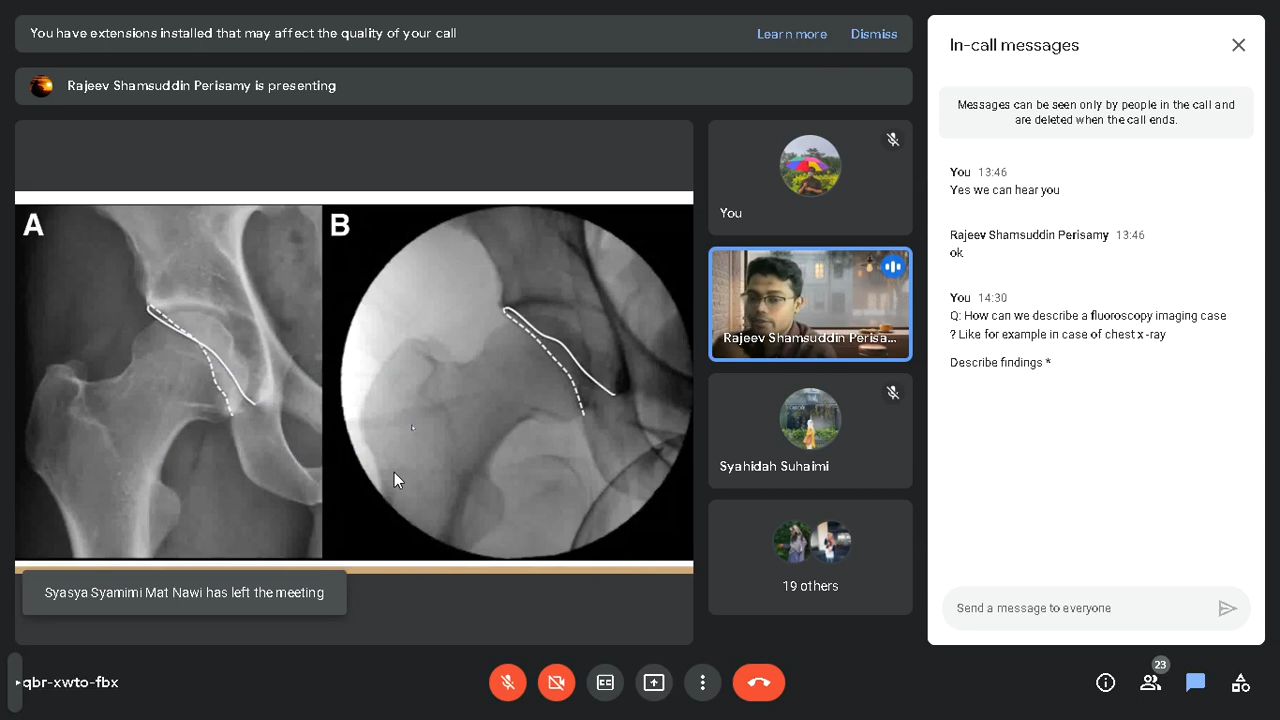 You have extensions installed that may affect the quality of your call
Learn more
Dismiss
Rajeev Shamsuddin Perisamy is presenting
A
B
You
Rajeev Shamsuddin Perisa...
Syahidah Suhaimi
19 others
Syasya Syamimi Mat Nawi has left the meeting
In-call messages
Messages can be seen only by people in the call and
are deleted when the call ends.
You 13:46
Yes we can hear you
Rajeev Shamsuddin Perisamy 13:46
ok
You 14:30
Q: How can we describe a fluoroscopy imaging case
? Like for example in case of chest x-ray
Describe findings *
Send a message to everyone
qbr-xwto-fbx
23